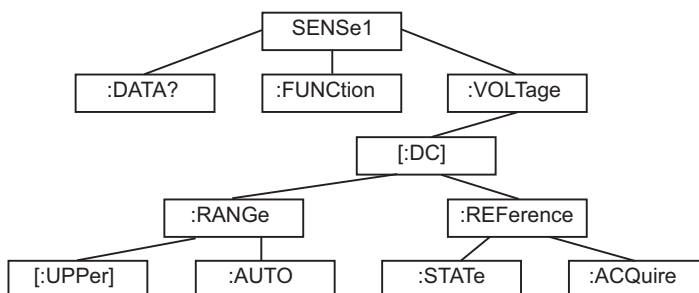 SENSe1
:DATA? :FUNCtion :VOLTage
[:DC]
:RANGe :REFerence
[:UPPer] :AUTO :STATe :ACQuire